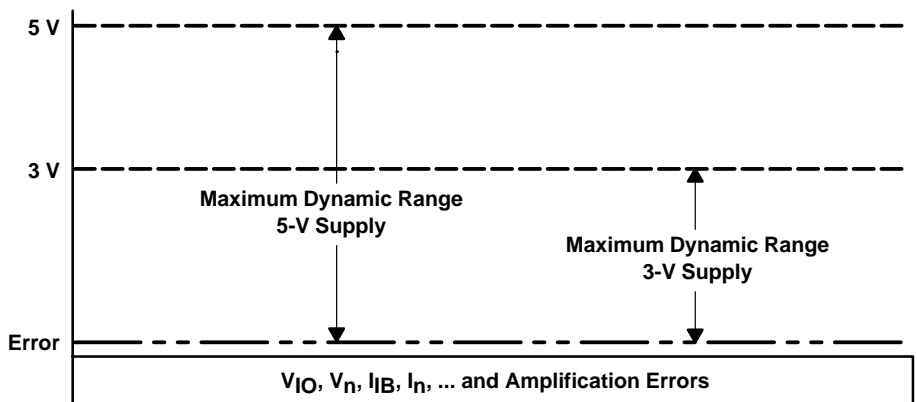 5 V
3 V
Maximum Dynamic Range
5-V Supply
Maximum Dynamic Range
3-V Supply
Error
VIO, Vn, IIB, In, ... and Amplification Errors